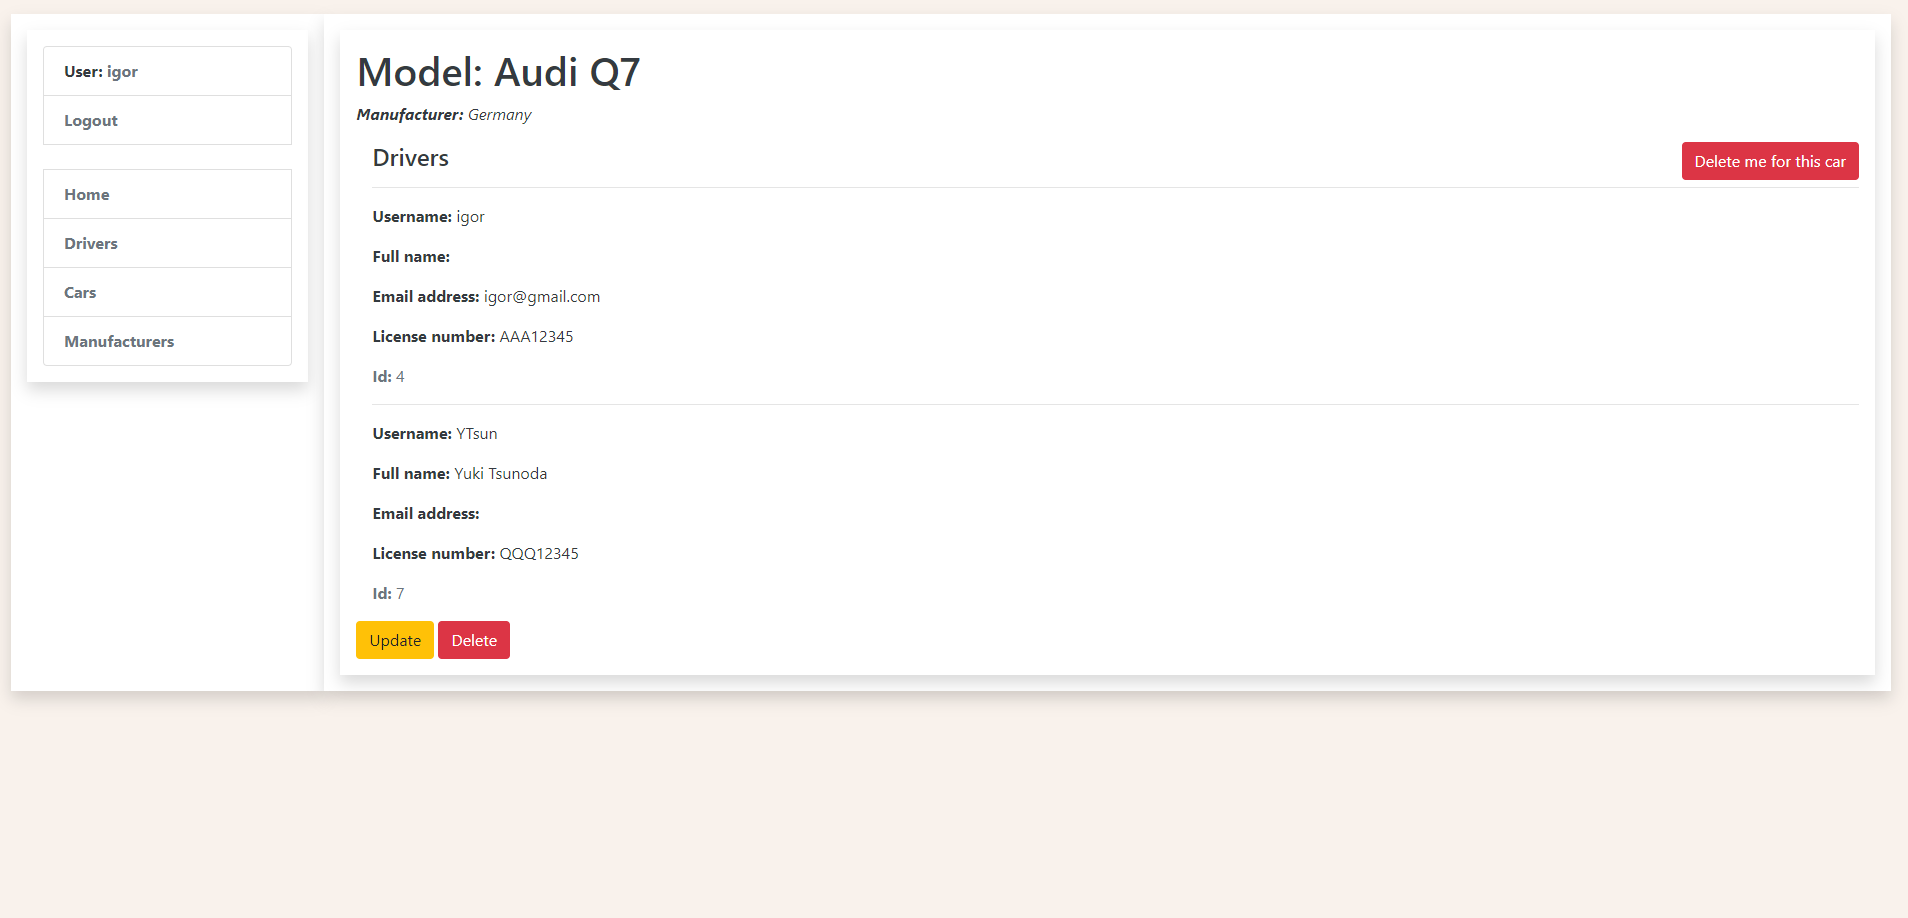 User: igor
Logout
Home
Drivers
Cars
Manufacturers
Model: Audi Q7
Manufacturer: Germany
Drivers
Delete me for this car
Username: igor
Full name:
Email address: igor@gmail.com
License number: AAA12345
Id: 4
Username: YTsun
Full name: Yuki Tsunoda
Email address:
License number: QQQ12345
Id: 7
Update Delete